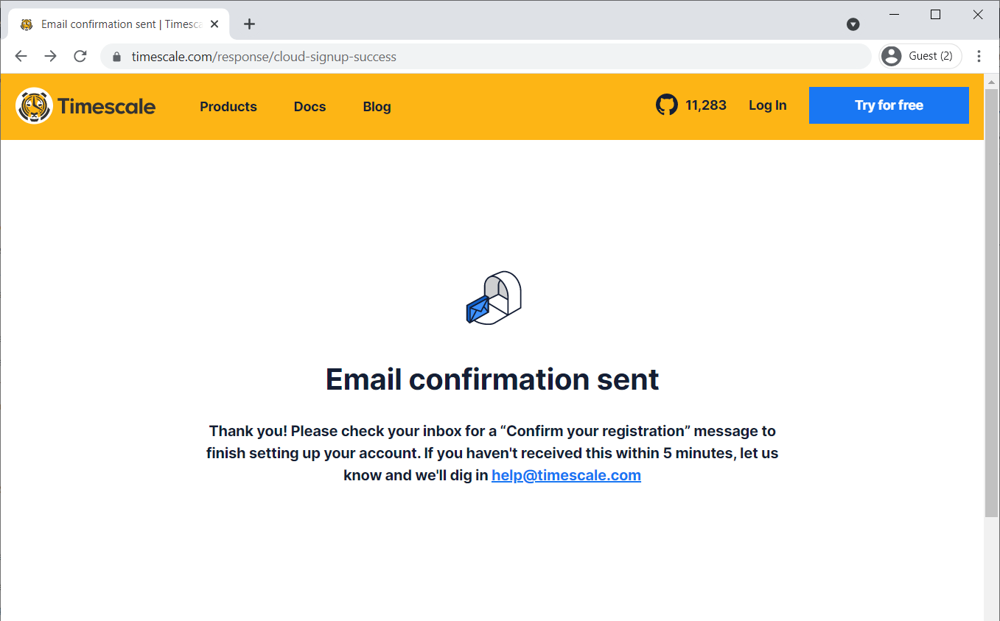 Email confirmation sent | Timesca
timescale.com/response/cloud-signup-success
Guest (2)
Timescale
Products
Docs
Blog
11,283
Log In
Try for free
Email confirmation sent
Thank you! Please check your inbox for a “Confirm your registration” message to
finish setting up your account. If you haven't received this within 5 minutes, let us
know and we'll dig in help@timescale.com